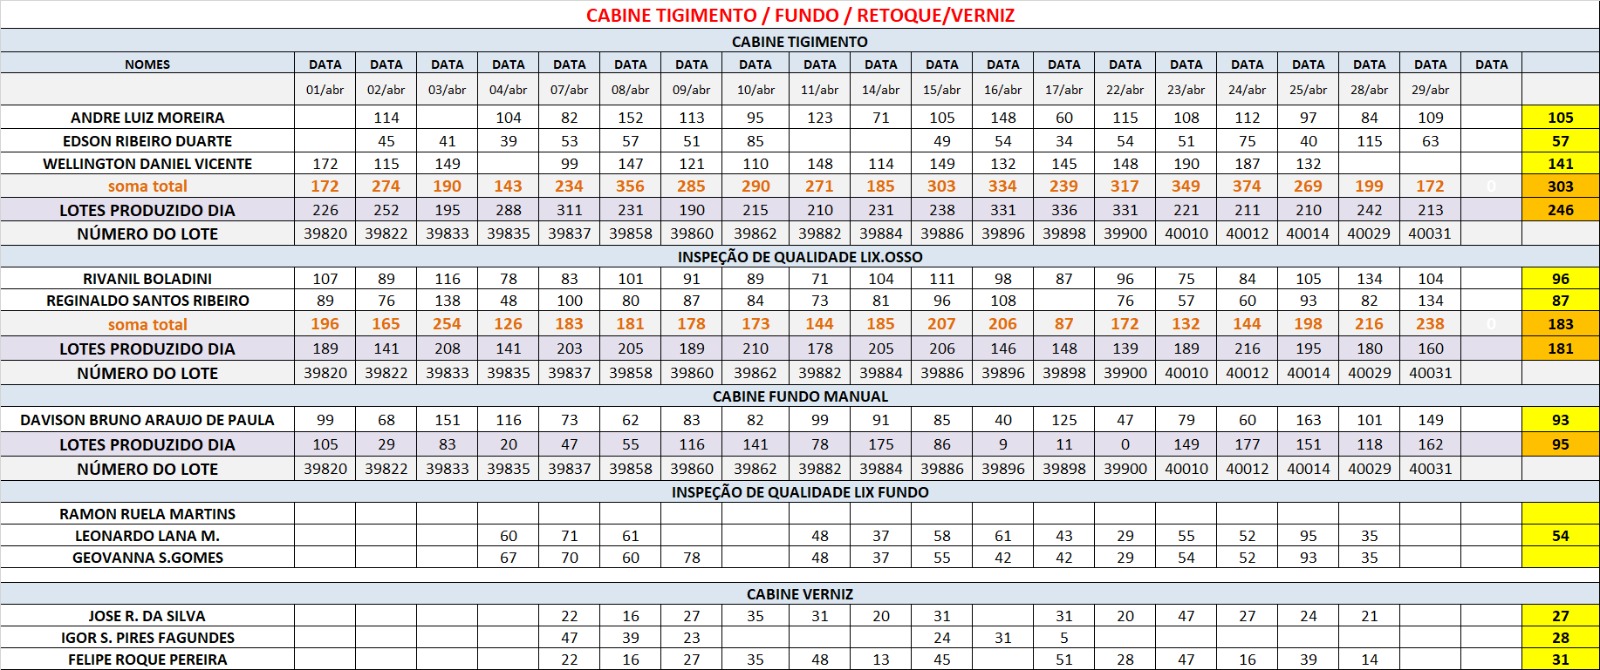 CABINE TIGIMENTO / FUNDO / RETOQUE/VERNIZ
CABINE TIGIMENTO
NOMES DATA DATA DATA DATA DATA DATA DATA DATA DATA DATA DATA DATA DATA DATA DATA DATA DATA DATA DATA DATA
01/abr 02/abr 03/abr 04/abr 07/abr 08/abr 09/abr 10/abr 11/abr 14/abr 15/abr 16/abr 17/abr 22/abr 23/abr 24/abr 25/abr 28/abr 29/abr
ANDRE LUIZ MOREIRA 114 104 82 152 113 95 123 71 105 148 60 115 108 112 97 84 109 105
EDSON RIBEIRO DUARTE 45 41 39 53 57 51 85 49 54 34 54 51 75 40 115 63 57
WELLINGTON DANIEL VICENTE 172 115 149 99 147 121 110 148 114 149 132 145 148 190 187 132 141
soma total 172 274 190 143 234 356 285 290 271 185 303 334 239 317 349 374 269 199 172 0 303
LOTES PRODUZIDO DIA 226 252 195 288 311 231 190 215 210 231 238 331 336 331 221 211 210 242 213 246
NÚMERO DO LOTE 39820 39822 39833 39835 39837 39858 39860 39862 39882 39884 39886 39896 39898 39900 40010 40012 40014 40029 40031
INSPEÇÃO DE QUALIDADE LIX.OSSO
RIVANIL BOLADINI 107 89 116 78 83 101 91 89 71 104 111 98 87 96 75 84 105 134 104 96
REGINALDO SANTOS RIBEIRO 89 76 138 48 100 80 87 84 73 81 96 108 76 57 60 93 82 134 87
soma total 196 165 254 126 183 181 178 173 144 185 207 206 87 172 132 144 198 216 238 0 183
LOTES PRODUZIDO DIA 189 141 208 141 203 205 189 210 178 205 206 146 148 139 189 216 195 180 160 181
NÚMERO DO LOTE 39820 39822 39833 39835 39837 39858 39860 39862 39882 39884 39886 39896 39898 39900 40010 40012 40014 40029 40031
CABINE FUNDO MANUAL
DAVISON BRUNO ARAUJO DE PAULA 99 68 151 116 73 62 83 82 99 91 85 40 125 47 79 60 163 101 149 93
LOTES PRODUZIDO DIA 105 29 83 20 47 55 116 141 78 175 86 9 11 0 149 177 151 118 162 95
NÚMERO DO LOTE 39820 39822 39833 39835 39837 39858 39860 39862 39882 39884 39886 39896 39898 39900 40010 40012 40014 40029 40031
INSPEÇÃO DE QUALIDADE LIX FUNDO
RAMON RUELA MARTINS
LEONARDO LANA M. 60 71 61 48 37 58 61 43 29 55 52 95 35 54
GEOVANNA S.GOMES 67 70 60 78 48 37 55 42 42 29 54 52 93 35
CABINE VERNIZ
JOSE R. DA SILVA 22 16 27 35 31 20 31 31 20 47 27 24 21 27
IGOR S. PIRES FAGUNDES 47 39 23 24 31 5 28
FELIPE ROQUE PEREIRA 22 16 27 35 48 13 45 51 28 47 16 39 14 31